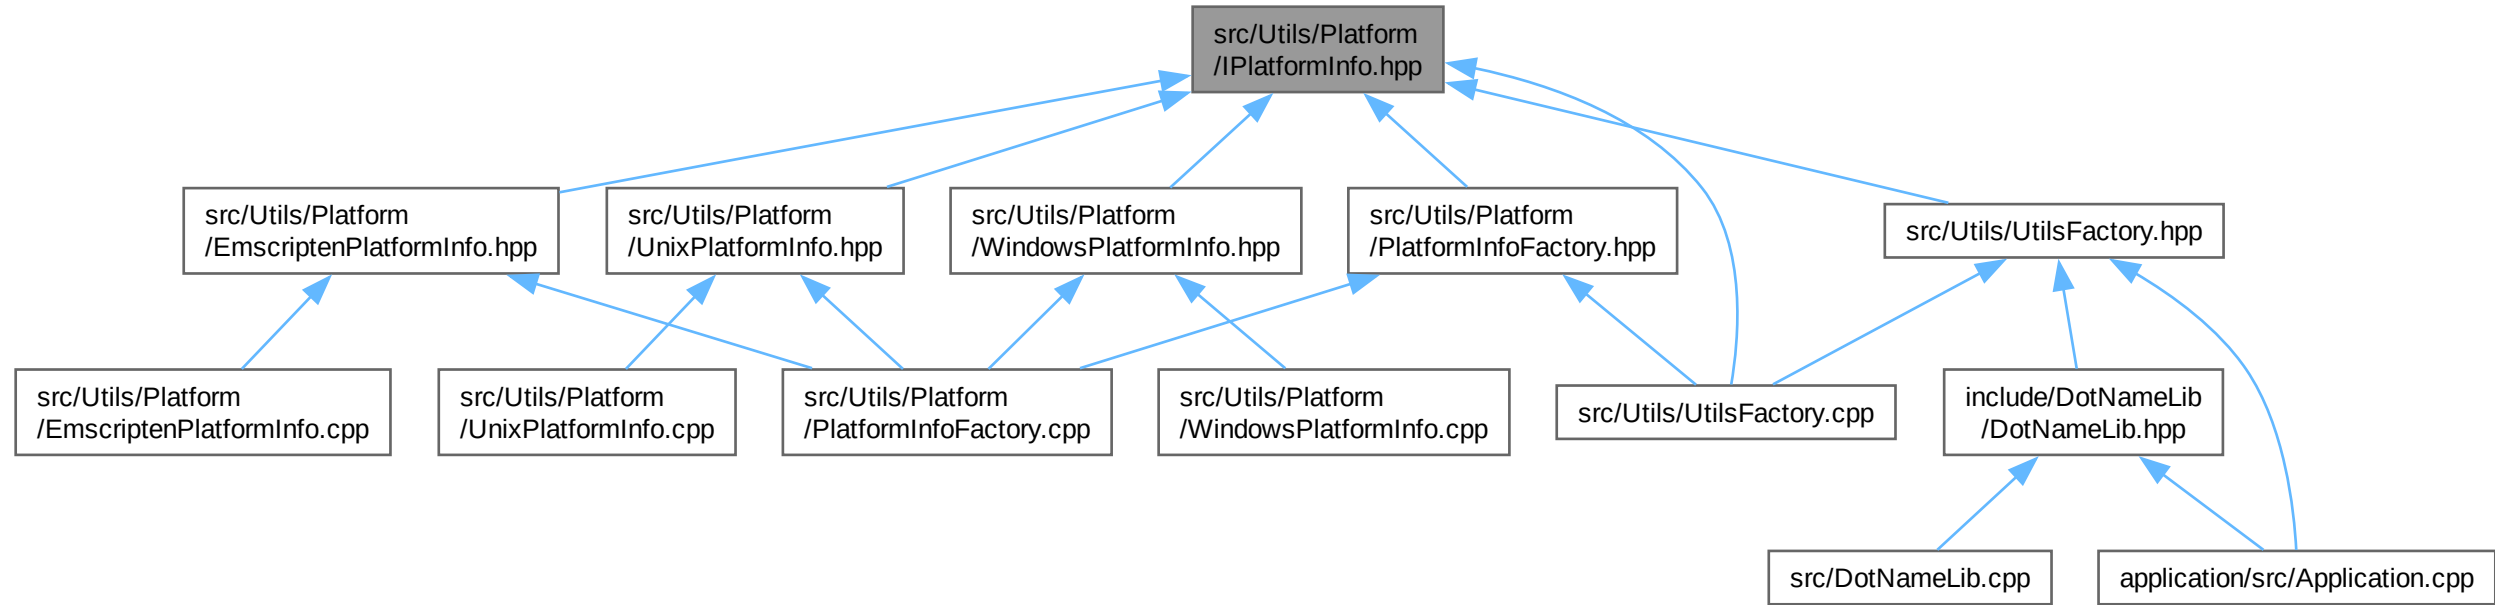 src/Utils/Platform
/IPlatformInfo.hpp
src/Utils/Platform
/EmscriptenPlatformInfo.hpp
src/Utils/Platform
/UnixPlatformInfo.hpp
src/Utils/Platform
/WindowsPlatformInfo.hpp
src/Utils/Platform
/PlatformInfoFactory.hpp
src/Utils/UtilsFactory.hpp
src/Utils/Platform
/EmscriptenPlatformInfo.cpp
src/Utils/Platform
/UnixPlatformInfo.cpp
src/Utils/Platform
/PlatformInfoFactory.cpp
src/Utils/Platform
/WindowsPlatformInfo.cpp
src/Utils/UtilsFactory.cpp
include/DotNameLib
/DotNameLib.hpp
src/DotNameLib.cpp
application/src/Application.cpp